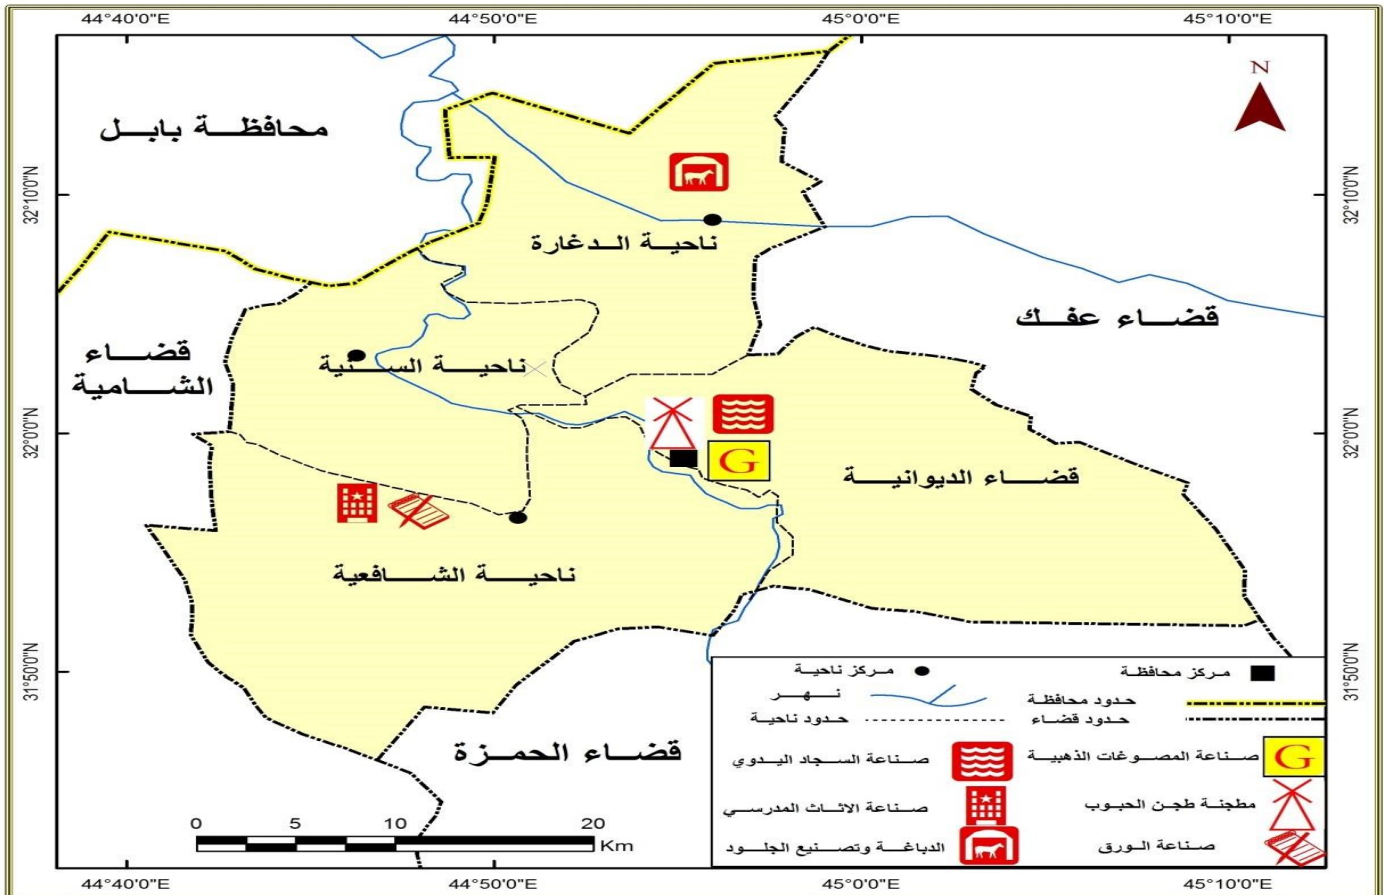 44°40'0"E
44°50'0"E
45°0'0"E
45°10'0"E
N
محافظة بابل
32°10'0"N
32°10'0"N
ناحية الدغارة
قضاء عفك
قضاء
الشامية
ناحية السنية
32°0'0"N
32°0'0"N
G
قضاء الديوانية
ناحية الشافعية
31°50'0"N
31°50'0"N
قضاء الحمزة
مركز محافظة
مركز ناحية
حدود محافظة
نهر
حدود قضاء
حدود ناحية
G
صناعة المصوغات الذهبية
صناعة السجاد اليدوي
مطجنة طجن الحبوب
صناعة الاثاث المدرسي
صناعة الورق
الدباغة وتصنيع الجلود
0 5 10 20
Km
44°40'0"E
44°50'0"E
45°0'0"E
45°10'0"E